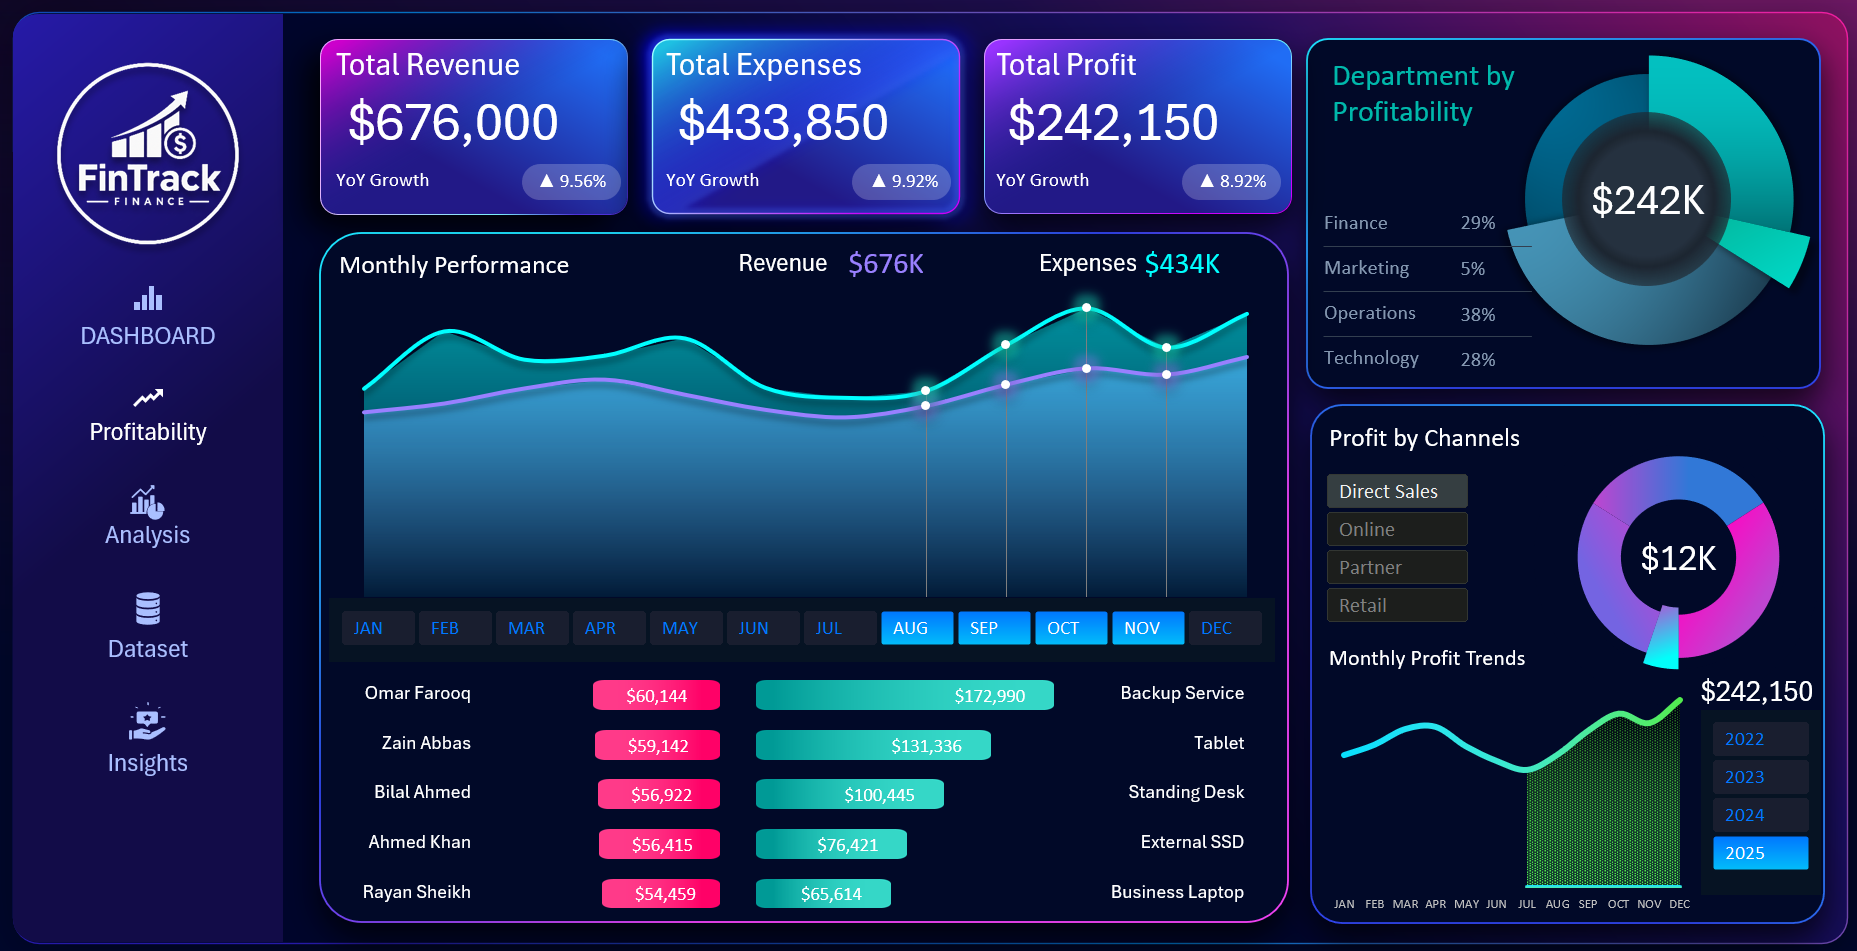 FinTrack
FINANCE
DASHBOARD
Profitability
Analysis
Dataset
Insights
Total Revenue
$676,000
YoY Growth
▲ 9.56%
Total Expenses
$433,850
YoY Growth
▲ 9.92%
Total Profit
$242,150
YoY Growth
▲ 8.92%
Monthly Performance
Revenue $676K
Expenses $434K
JAN FEB MAR APR MAY JUN JUL AUG SEP OCT NOV DEC
Omar Farooq $60,144 $172,990 Backup Service
Zain Abbas $59,142 $131,336 Tablet
Bilal Ahmed $56,922 $100,445 Standing Desk
Ahmed Khan $56,415 $76,421 External SSD
Rayan Sheikh $54,459 $65,614 Business Laptop
Department by
Profitability
$242K
Finance 29%
Marketing 5%
Operations 38%
Technology 28%
Profit by Channels
Direct Sales
Online
Partner
Retail
$12K
Monthly Profit Trends
$242,150
2022
2023
2024
2025
JAN FEB MAR APR MAY JUN JUL AUG SEP OCT NOV DEC